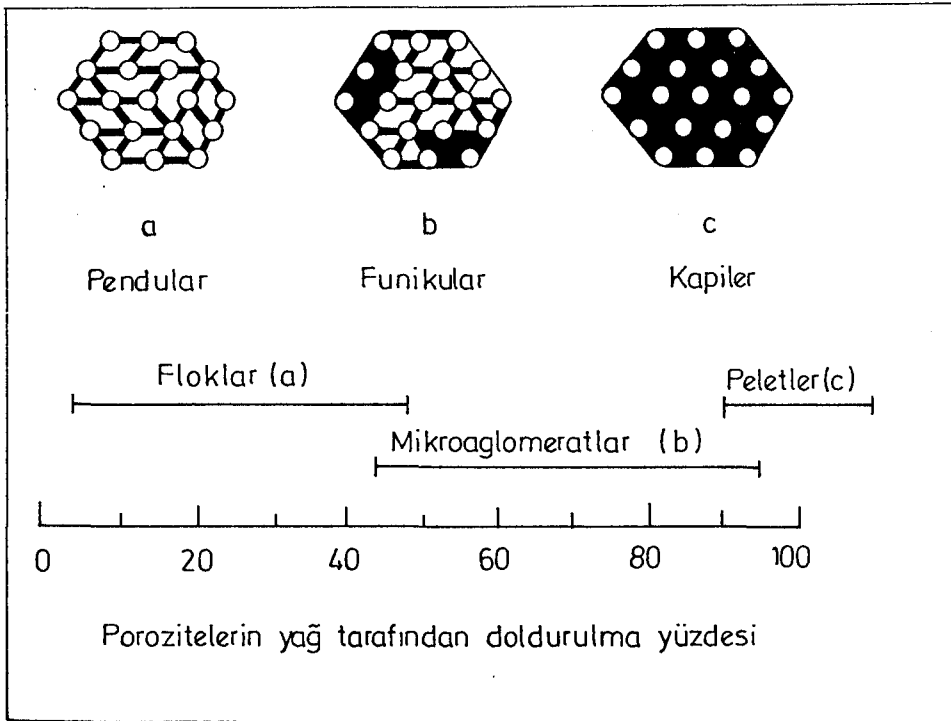 a b c
Pendular Funikular Kapiler
Floklar (a)
Peletler(c)
Mikroaglomeratlar (b)
0 20 40 60 80 100
Porozitelerin yağ tarafından doldurulma yüzdesi